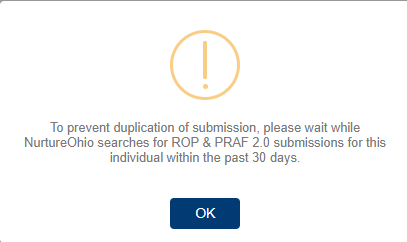 To prevent duplication of submission, please wait while
NurtureOhio searches for ROP & PRAF 2.0 submissions for this
individual within the past 30 days.
OK